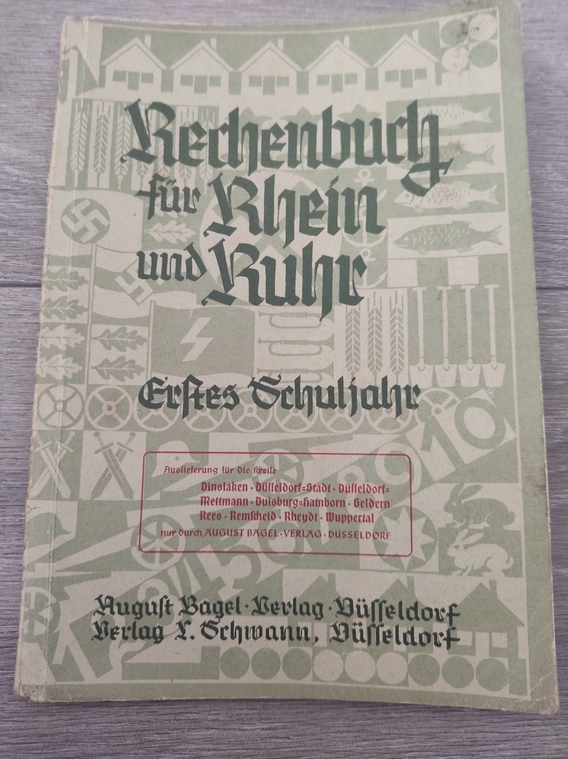 Rechenbuch
für Rhein
und Ruhr
Erstes Schuljahr
Auslieferung für die Kreise
Dinslaken · Düsseldorf-Stadt · Düsseldorf-
Mettmann · Duisburg-Hamborn · Geldern
Rees · Remscheid · Rheydt · Wuppertal
nur durch AUGUST BAGEL · VERLAG · DÜSSELDORF
August Bagel · Verlag · Düsseldorf
Verlag L. Schwann, Düsseldorf